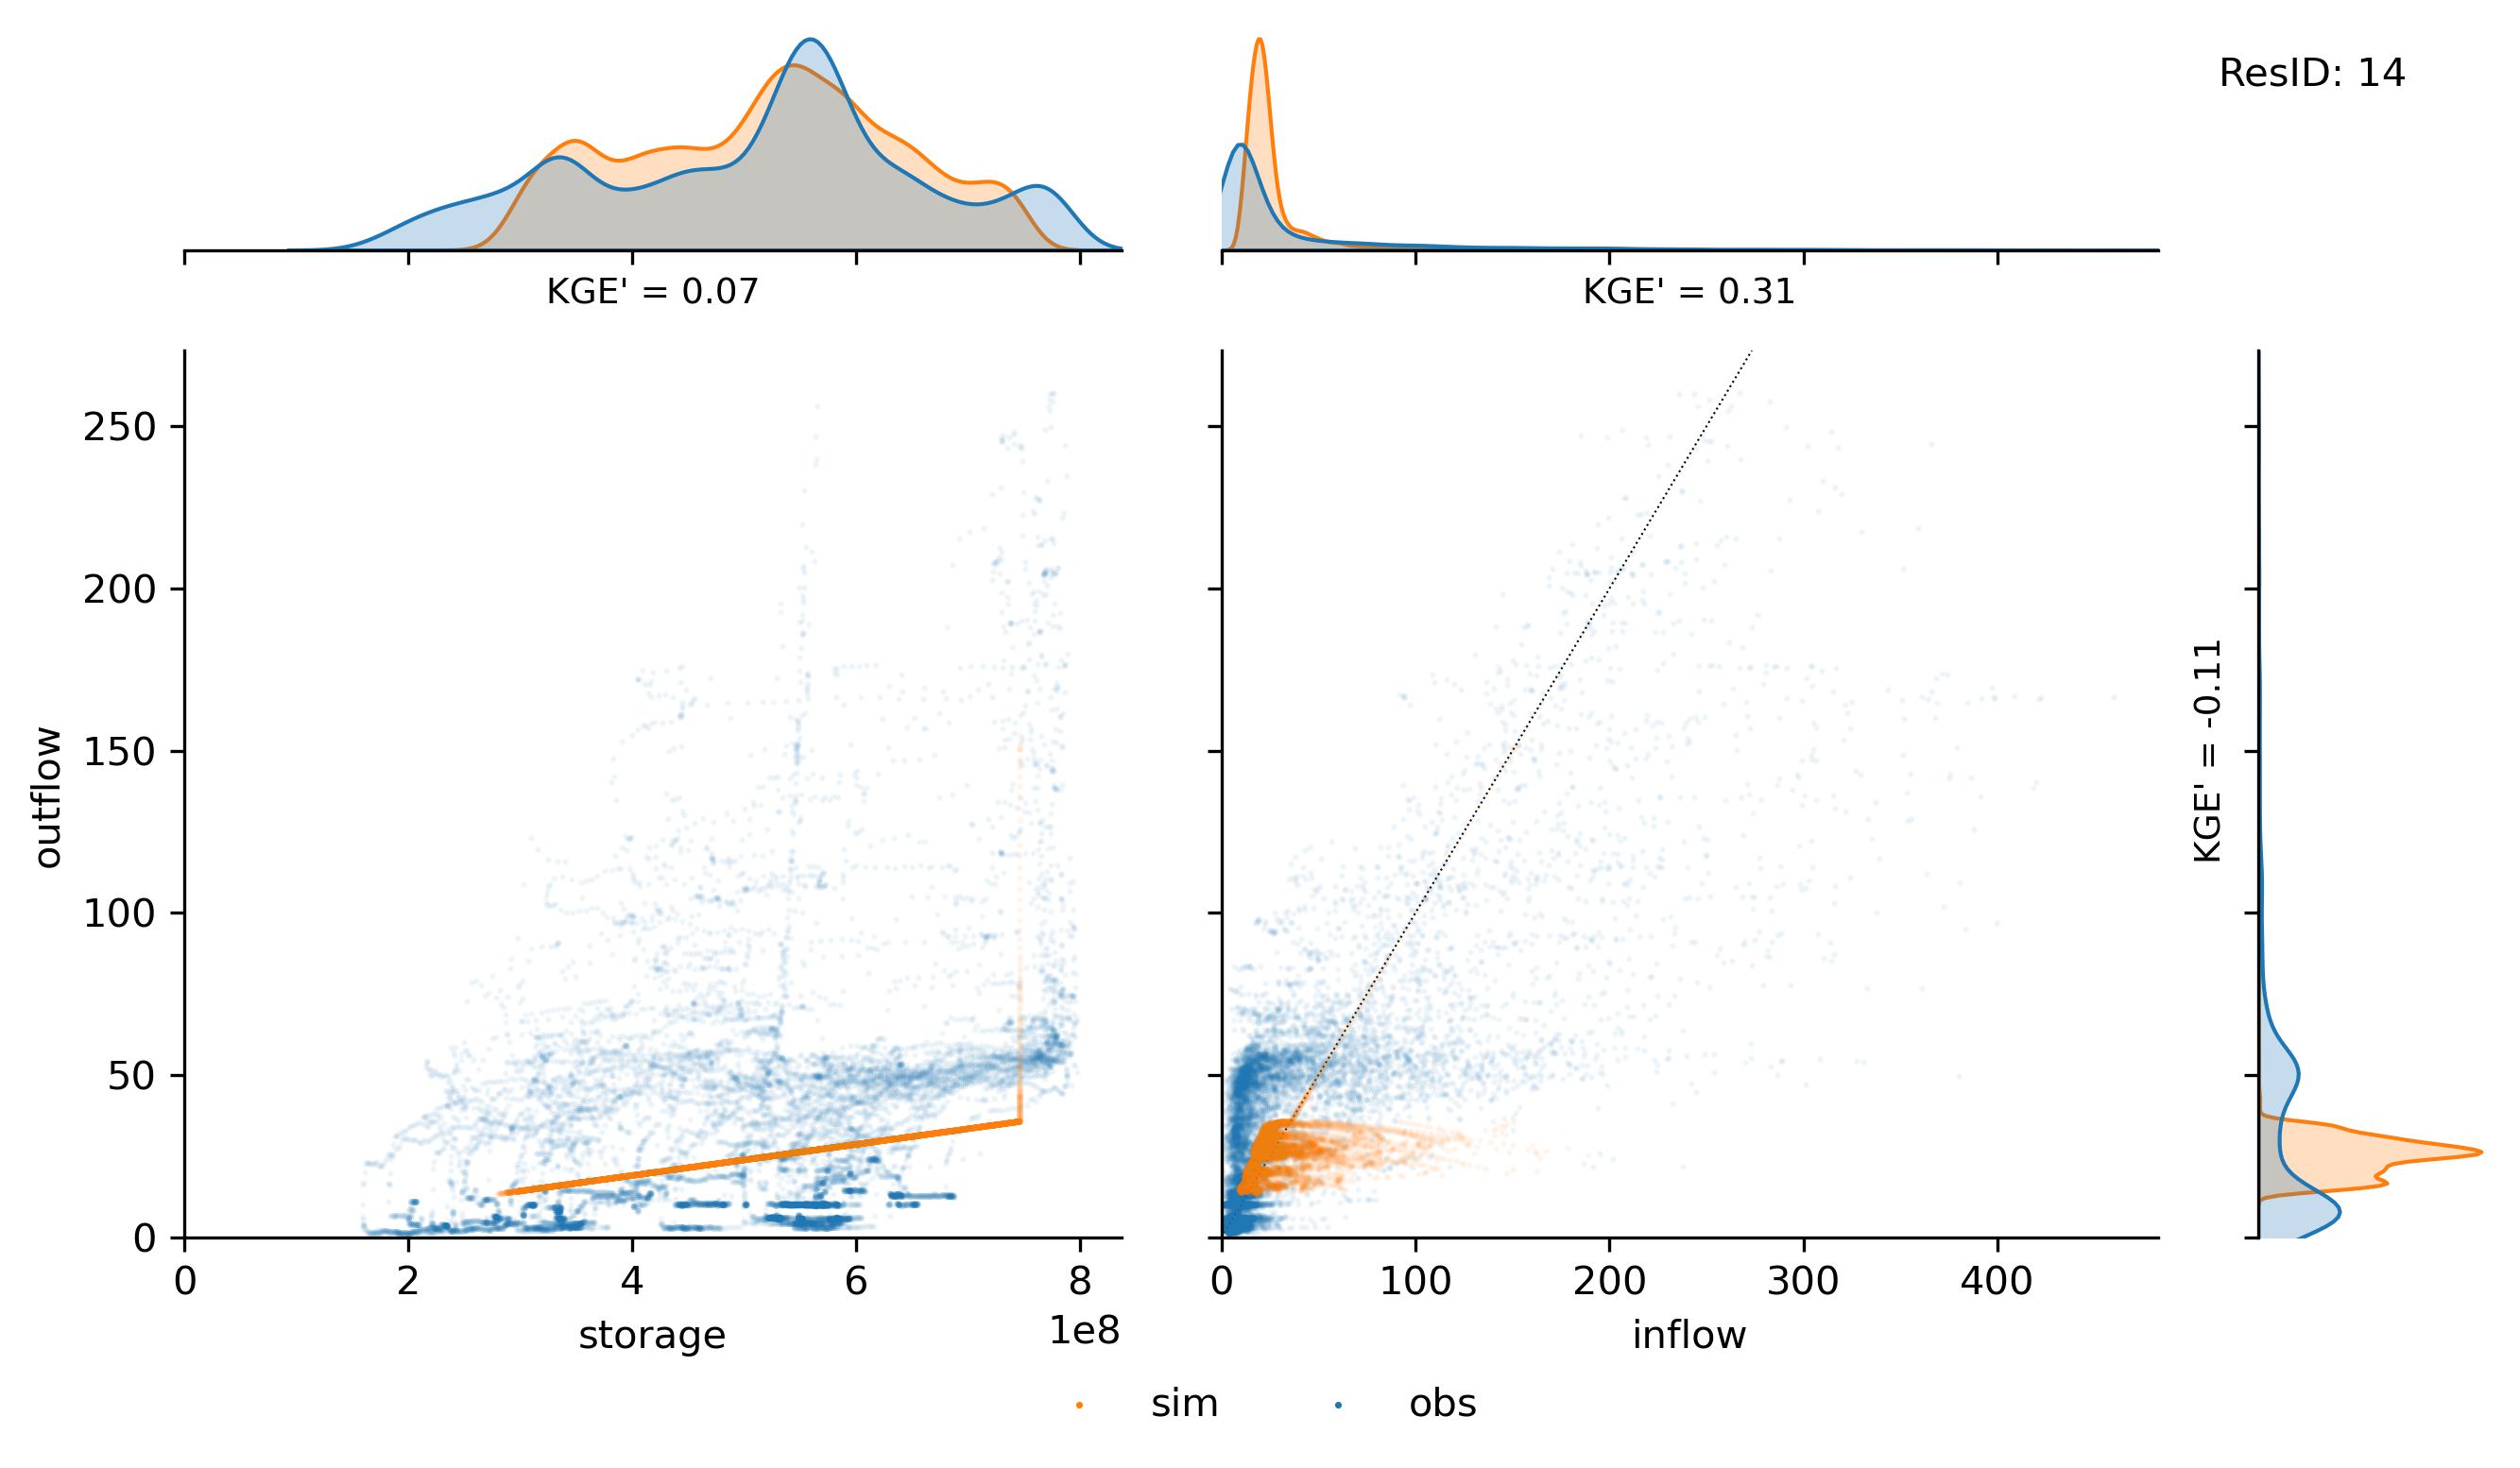 ResID: 14
KGE' = 0.07
KGE' = 0.31
250
200
150
100
50
0
outflow
KGE' = -0.11
0 2 4 6 8
1e8
storage
0 100 200 300 400
inflow
sim obs